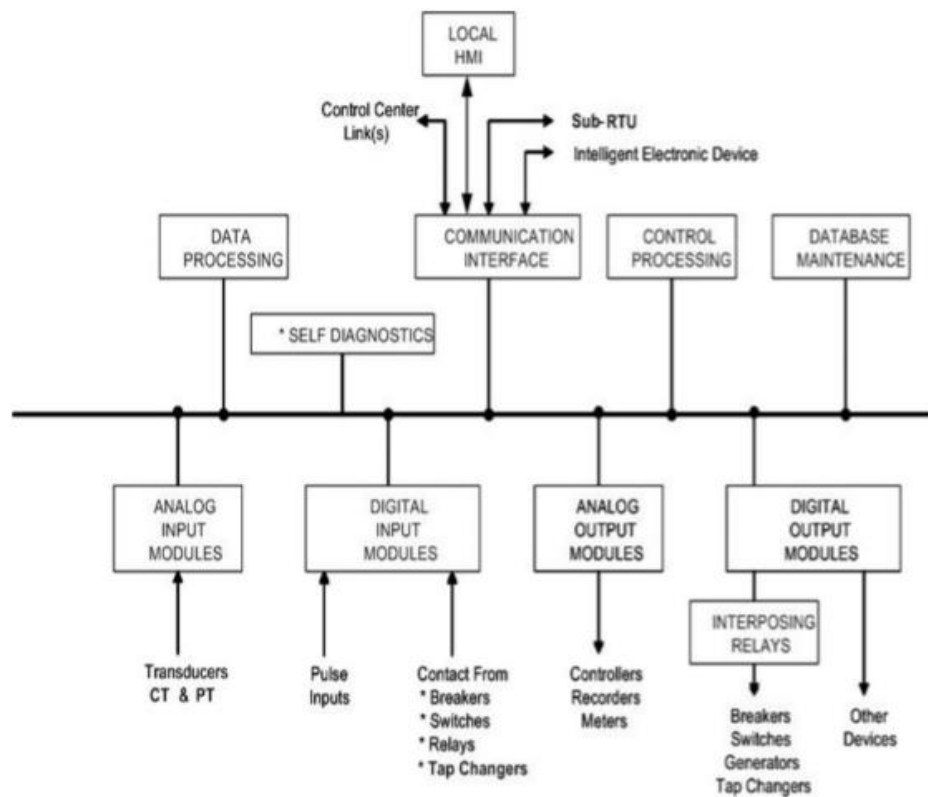 LOCAL
HMI
Control Center
Link(s)
Sub-RTU
Intelligent Electronic Device
DATA
PROCESSING
COMMUNICATION
INTERFACE
CONTROL
PROCESSING
DATABASE
MAINTENANCE
* SELF DIAGNOSTICS
ANALOG
INPUT
MODULES
DIGITAL
INPUT
MODULES
ANALOG
OUTPUT
MODULES
DIGITAL
OUTPUT
MODULES
INTERPOSING
RELAYS
Transducers
CT & PT
Pulse
Inputs
Contact From
* Breakers
* Switches
* Relays
* Tap Changers
Controllers
Recorders
Meters
Breakers
Switches
Generators
Tap Changers
Other
Devices